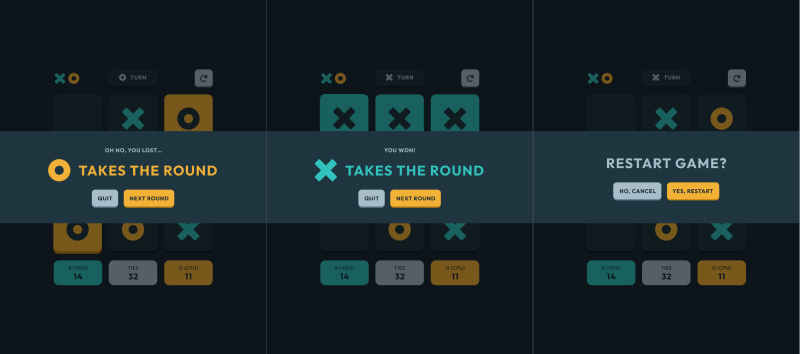 TURN
OH NO, YOU LOST...
TAKES THE ROUND
QUIT NEXT ROUND
X (YOU) TIES O (CPU)
14 32 11
TURN
YOU WON!
TAKES THE ROUND
QUIT NEXT ROUND
X (YOU) TIES O (CPU)
14 32 11
TURN
RESTART GAME?
NO, CANCEL YES, RESTART
X (YOU) TIES O (CPU)
14 32 11